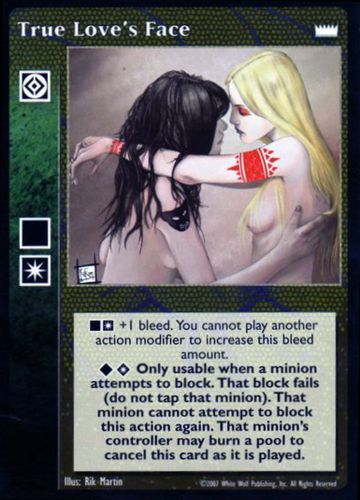 True Love's Face
+1 bleed. You cannot play another
action modifier to increase this bleed
amount.
Only usable when a minion
attempts to block. That block fails
(do not tap that minion). That
minion cannot attempt to block
this action again. That minion's
controller may burn a pool to
cancel this card as it is played.
Illus: Rik Martin
©2007 White Wolf Publishing, Inc. All Rights Reserved